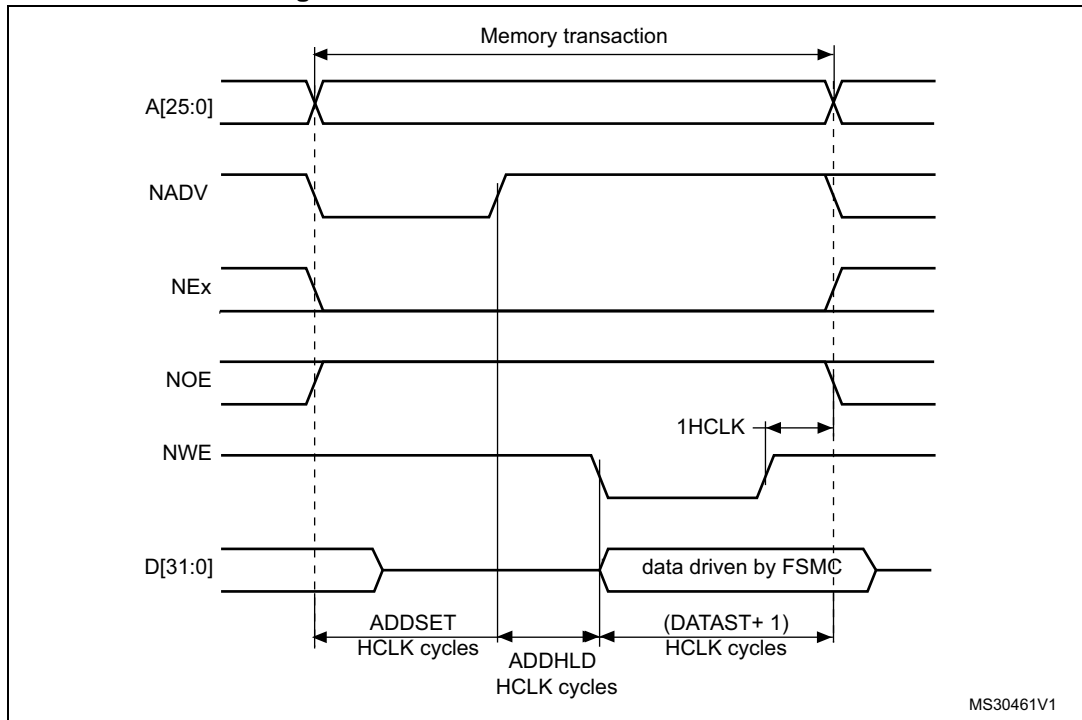 Memory transaction
A[25:0]
NADV
NEx
NOE
1HCLK
NWE
D[31:0]
data driven by FSMC
ADDSET
HCLK cycles
ADDHLD
HCLK cycles
(DATAST+ 1)
HCLK cycles
MS30461V1